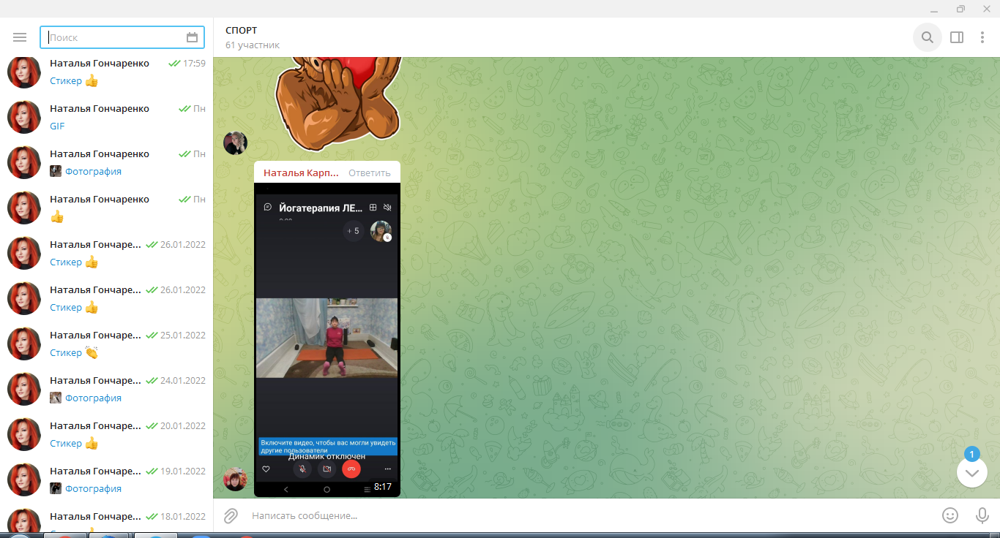 Поиск
Наталья Гончаренко 17:59
Стикер 👍
Наталья Гончаренко Пн
GIF
Наталья Гончаренко Пн
Фотография
Наталья Гончаренко Пн
👍
Наталья Гончаре... 26.01.2022
Стикер 👍
Наталья Гончаре... 26.01.2022
Стикер 👍
Наталья Гончаре... 25.01.2022
Стикер 👏
Наталья Гончаре... 24.01.2022
Фотография
Наталья Гончаре... 20.01.2022
Стикер 👍
Наталья Гончаре... 19.01.2022
Фотография
Наталья Гончаре... 18.01.2022
СПОРТ
61 участник
Наталья Карп... Ответить
Йогатерапия ЛЕ...
+ 5
Включите видео, чтобы вас могли увидеть
другие пользователи
Динамик отключен
8:17
1
Написать сообщение...